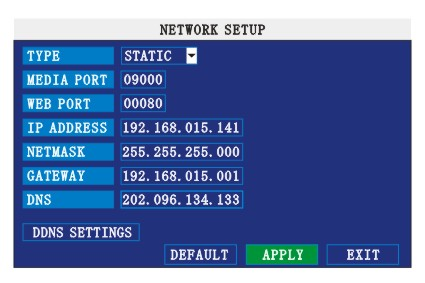 NETWORK SETUP
TYPE STATIC
MEDIA PORT 09000
WEB PORT 00080
IP ADDRESS 192.168.015.141
NETMASK 255.255.255.000
GATEWAY 192.168.015.001
DNS 202.096.134.133
DDNS SETTINGS
DEFAULT APPLY EXIT